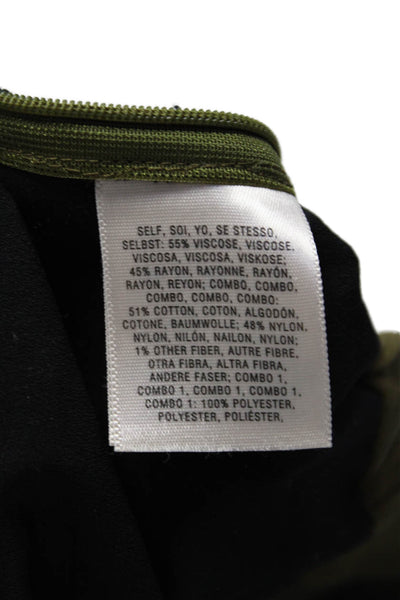 SELF, SOI, YO, SE STESSO,
SELBST: 55% VISCOSE, VISCOSE,
VISCOSA, VISCOSA, VISKOSE;
45% RAYON, RAYONNE, RAYÓN,
RAYON, REYON; COMBO, COMBO,
COMBO, COMBO, COMBO:
51% COTTON, COTON, ALGODÓN,
COTONE, BAUMWOLLE; 48% NYLON,
NYLON, NILÓN, NAILON, NYLON;
1% OTHER FIBER, AUTRE FIBRE,
OTRA FIBRA, ALTRA FIBRA,
ANDERE FASER; COMBO 1,
COMBO 1, COMBO 1, COMBO 1,
COMBO 1: 100% POLYESTER,
POLYESTER, POLIÉSTER,